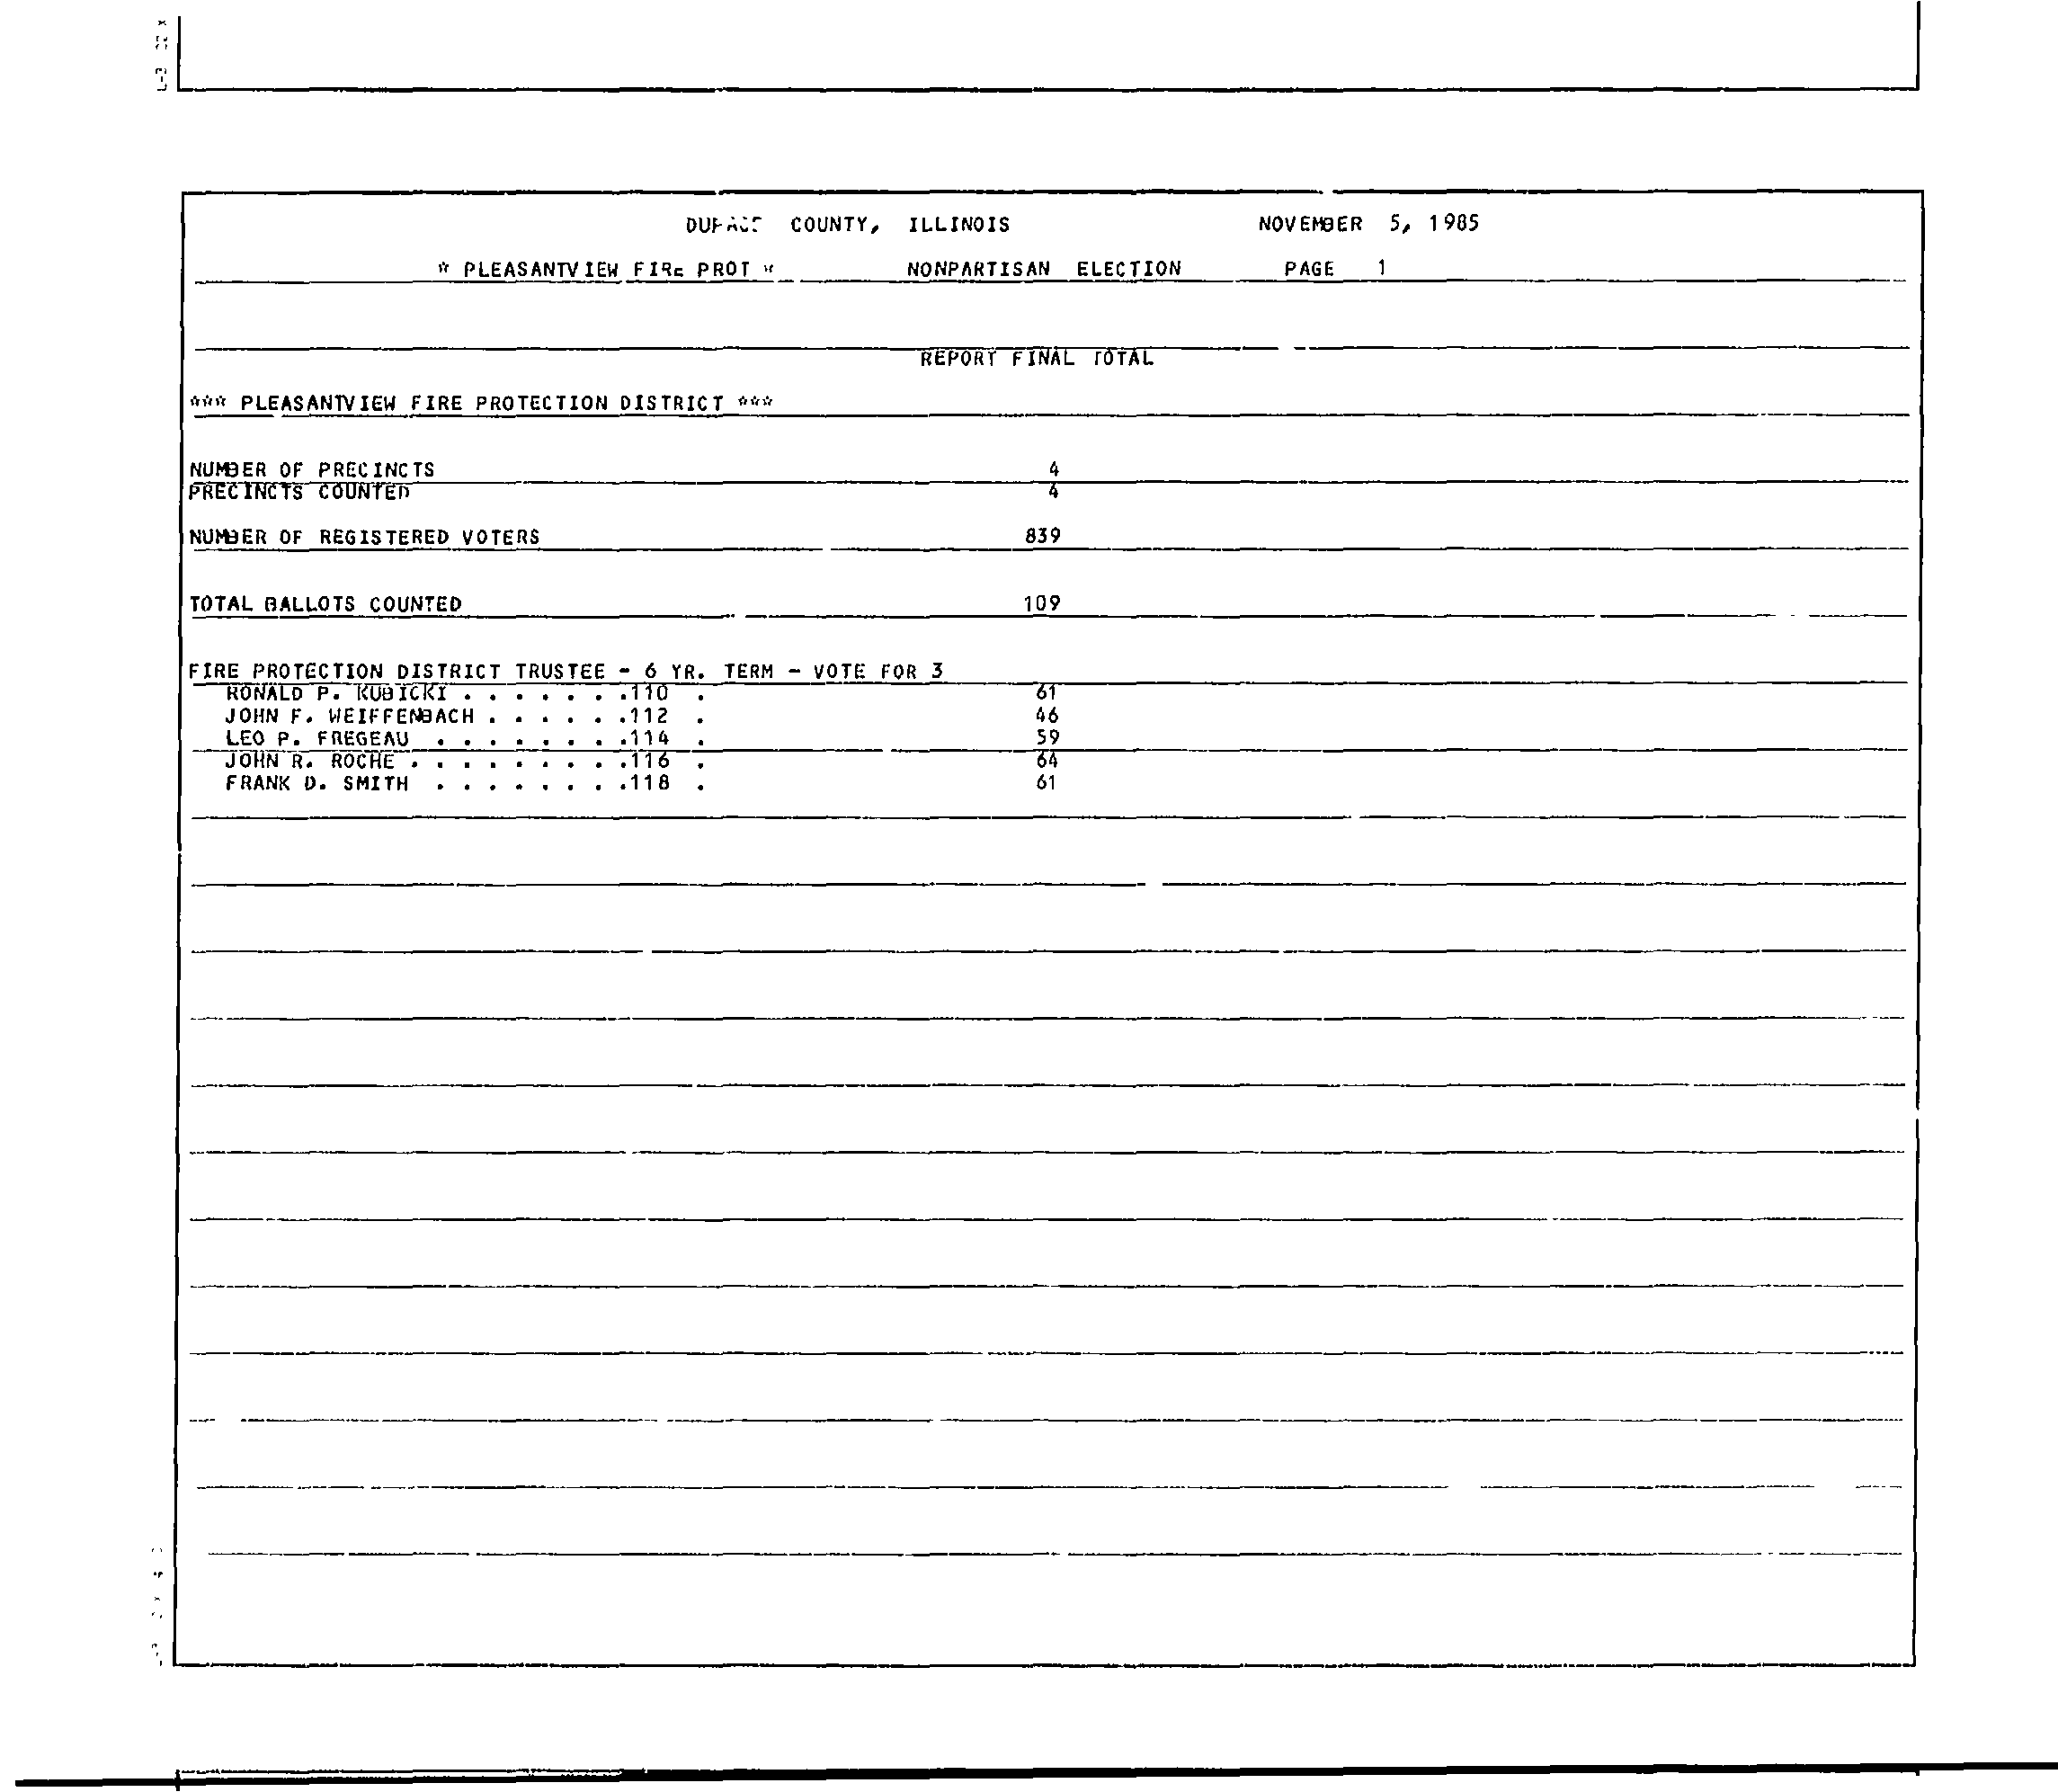 COUNTY, ILLINOIS NOVEMBER 5, 1985
* PLEASANTVIEW FIRE PROT * NONPARTISAN ELECTION PAGE 1
REPORT FINAL TOTAL
*** PLEASANTVIEW FIRE PROTECTION DISTRICT ***
NUMBER OF PRECINCTS 4
PRECINCTS COUNTED 4
NUMBER OF REGISTERED VOTERS 839
TOTAL BALLOTS COUNTED 109
FIRE PROTECTION DISTRICT TRUSTEE - 6 YR. TERM - VOTE FOR 3
RONALD P. KUBICKI . . . . . . .110 . 61
JOHN F. WEIFFENBACH . . . . . .112 . 46
LEO P. FREGEAU . . . . . . . .114 . 59
JOHN R. ROCHE . . . . . . . . .116 . 64
FRANK D. SMITH . . . . . . . .118 . 61